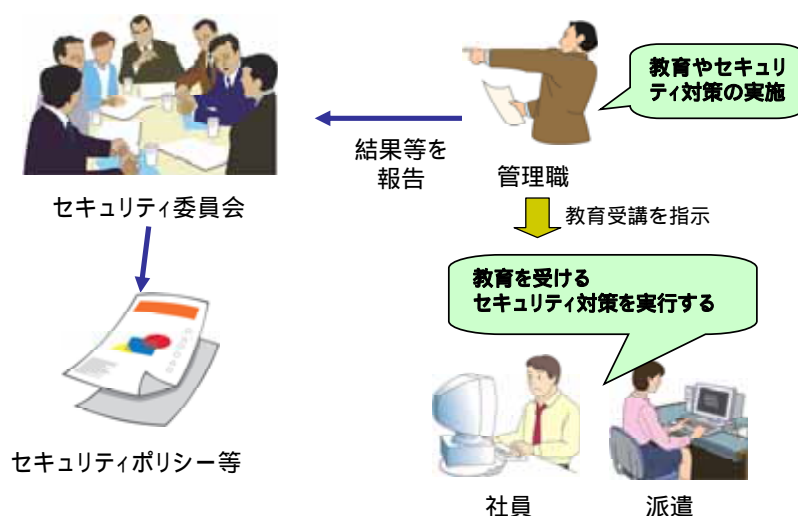 教育やセキュリ
ティ対策の実施
結果等を
報告
管理職
セキュリティ委員会
教育受講を指示
教育を受ける
セキュリティ対策を実行する
セキュリティポリシー等
社員
派遣